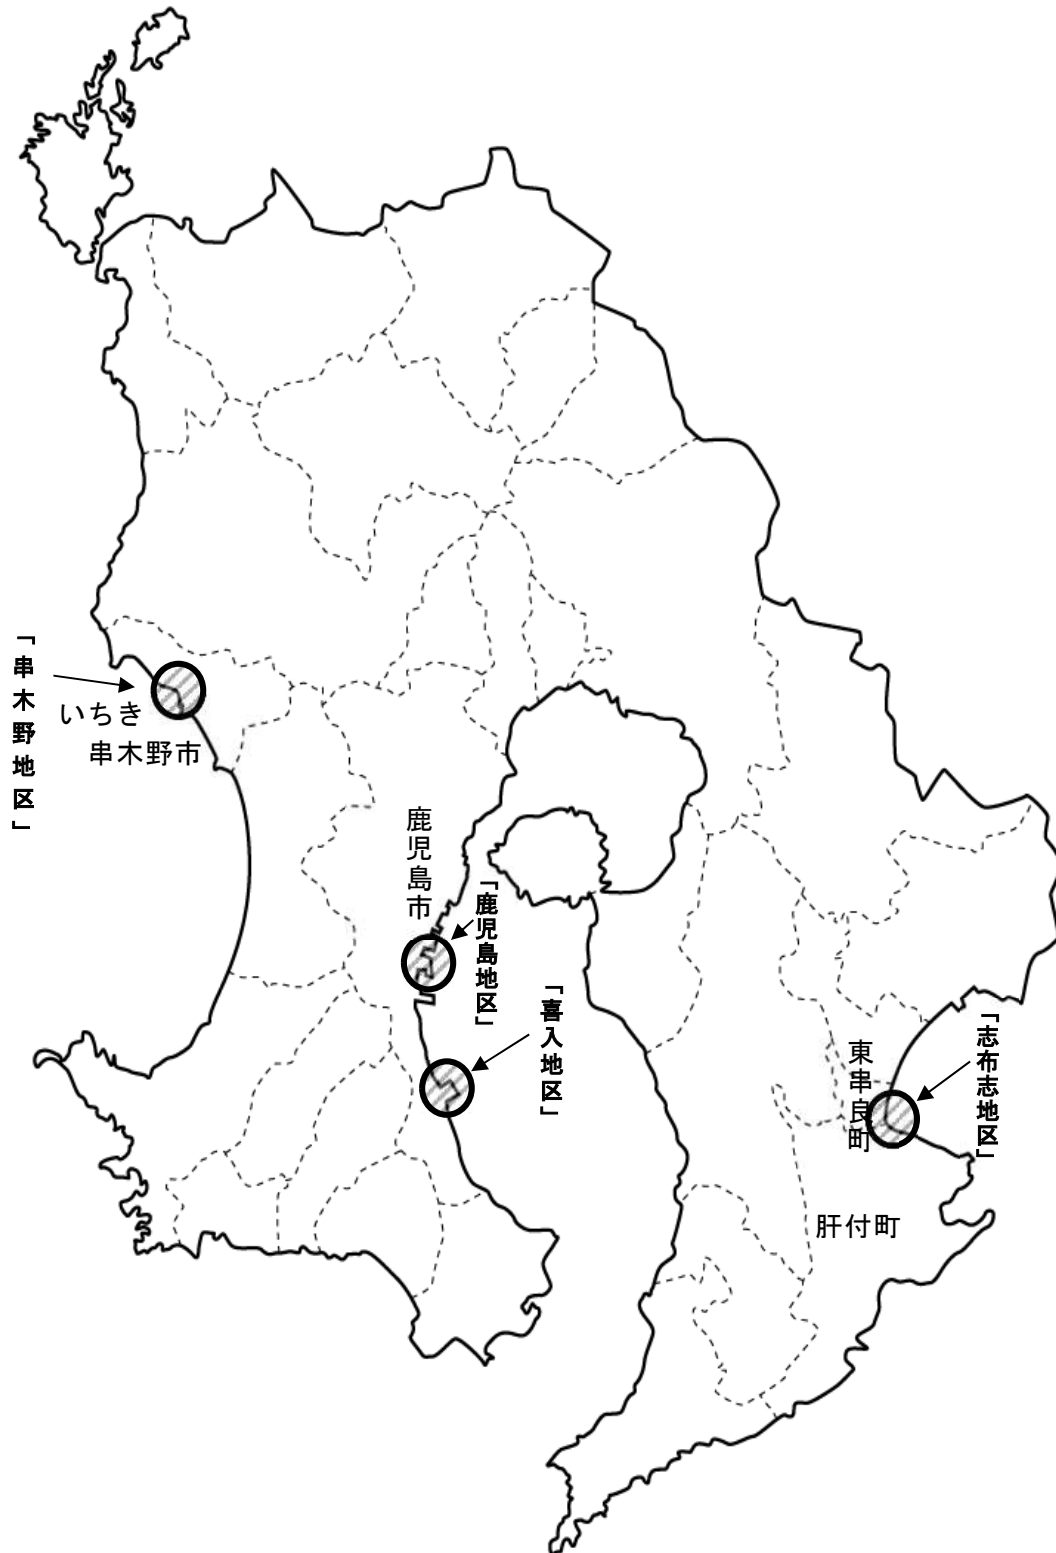 「串木野地区」
いちき
串木野市
鹿児島市
「鹿児島地区」
「喜入地区」
「志布志地区」
東串良町
肝付町